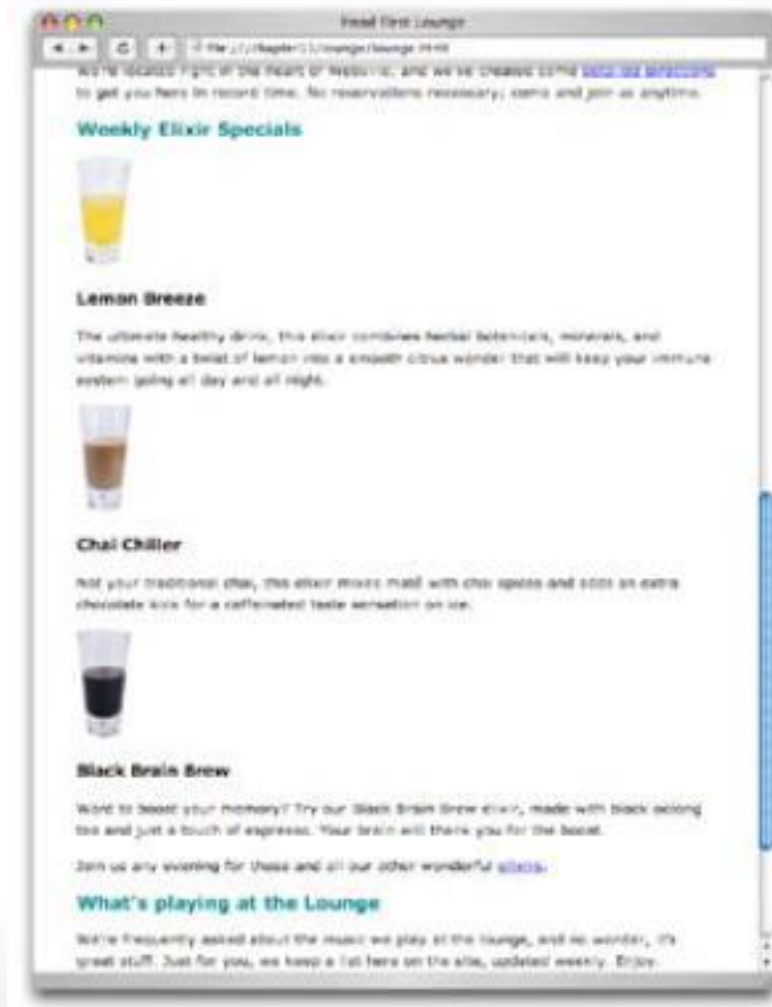 Head First Lounge
We're located right in the heart of Webville, and we've created some detailed directions
to get you here in record time. No reservations necessary; come and join us anytime.
Weekly Elixir Specials
Lemon Breeze
The ultimate healthy drink, this elixir combines herbal botanicals, minerals, and
vitamins with a twist of lemon into a smooth citrus wonder that will keep your immune
system going all day and all night.
Chai Chiller
Not your traditional chai, this elixir mixes maté with chai spices and adds an extra
chocolate kick for a caffeinated taste sensation on ice.
Black Brain Brew
Want to boost your memory? Try our Black Brain Brew elixir, made with black oolong
tea and just a touch of espresso. Your brain will thank you for the boost.
Join us any evening for these and all our other wonderful elixirs.
What's playing at the Lounge
We're frequently asked about the music we play at the lounge, and no wonder, it's
great stuff. Just for you, we keep a list here on the site, updated weekly. Enjoy.